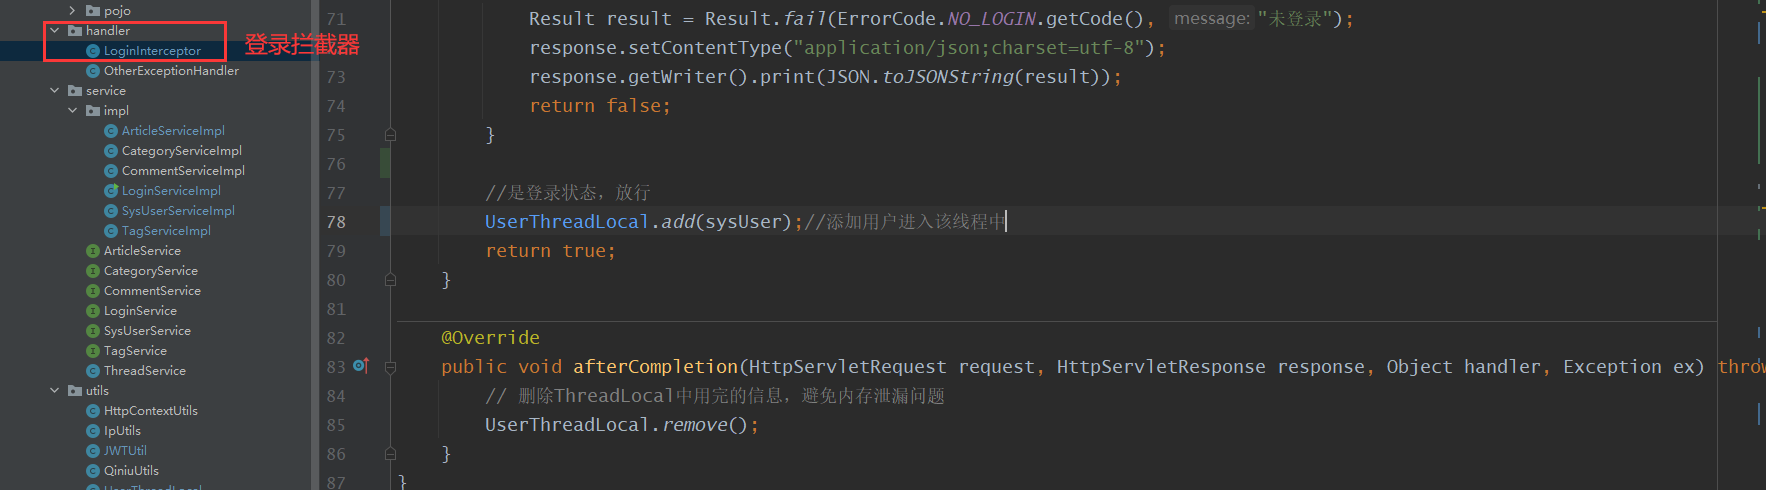 pojo
handler
LoginInterceptor
登录拦截器
OtherExceptionHandler
service
impl
ArticleServiceImpl
CategoryServiceImpl
CommentServiceImpl
LoginServiceImpl
SysUserServiceImpl
TagServiceImpl
ArticleService
CategoryService
CommentService
LoginService
SysUserService
TagService
ThreadService
utils
HttpContextUtils
IpUtils
JWTUtil
QiniuUtils
UserThreadLocal
71 Result result = Result.fail(ErrorCode.NO_LOGIN.getCode(), message: "未登录");
72 response.setContentType("application/json;charset=utf-8");
73 response.getWriter().print(JSON.toJSONString(result));
74 return false;
75 }
76
77 //是登录状态，放行
78 UserThreadLocal.add(sysUser);//添加用户进入该线程中
79 return true;
80 }
81
82 @Override
83 public void afterCompletion(HttpServletRequest request, HttpServletResponse response, Object handler, Exception ex) throw
84 // 删除ThreadLocal中用完的信息，避免内存泄漏问题
85 UserThreadLocal.remove();
86 }
87 }